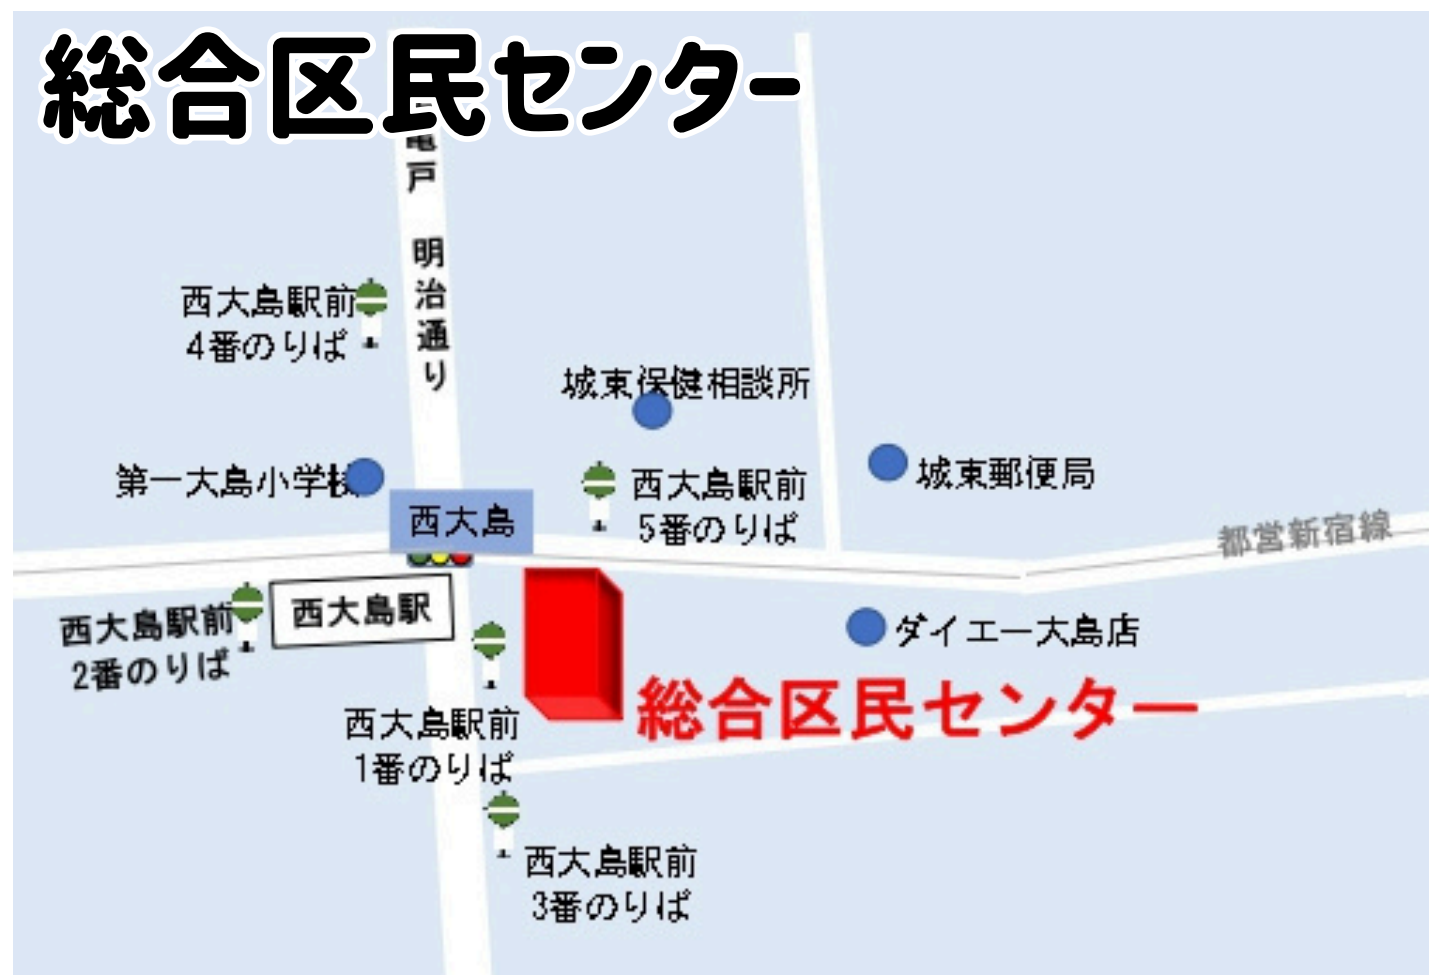 総合区民センター
亀戸 明治通り
西大島駅前
4番のりば
城東保健相談所
第一大島小学校
西大島駅前
5番のりば
城東郵便局
西大島
都営新宿線
西大島駅
西大島駅前
2番のりば
ダイエー大島店
総合区民センター
西大島駅前
1番のりば
西大島駅前
3番のりば